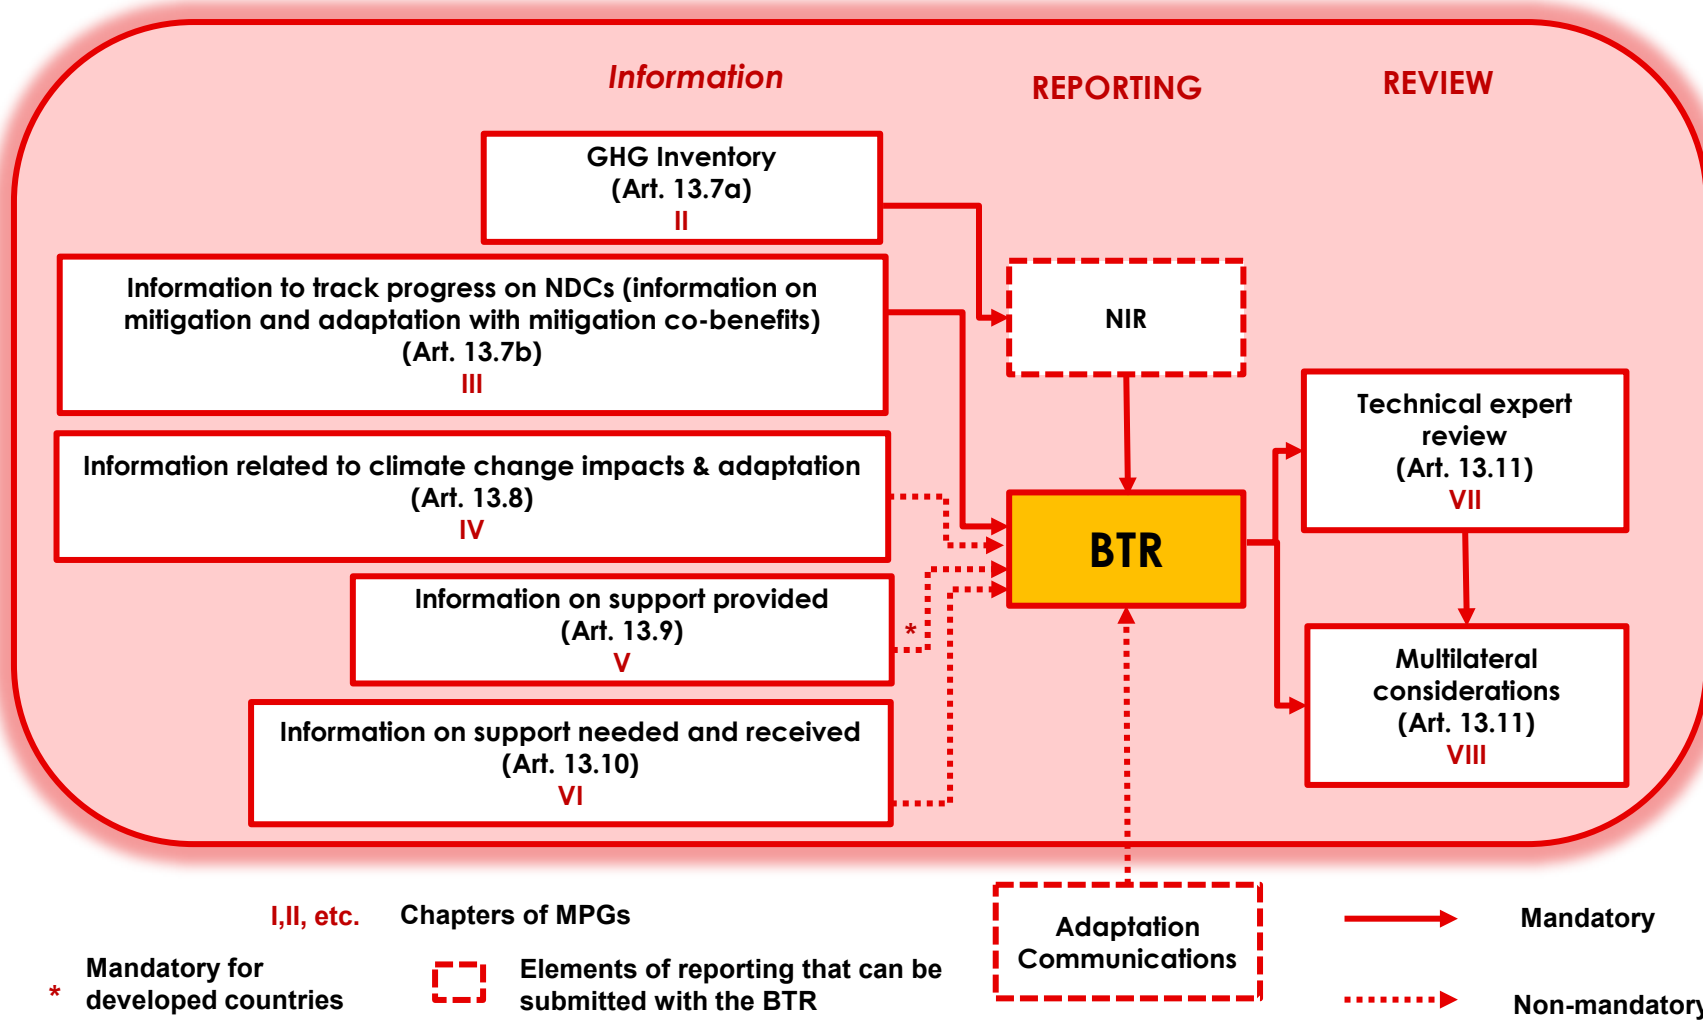 Information
REPORTING
REVIEW
GHG Inventory
(Art. 13.7a)
II
Information to track progress on NDCs (information on
mitigation and adaptation with mitigation co-benefits)
(Art. 13.7b)
III
Information related to climate change impacts & adaptation
(Art. 13.8)
IV
Information on support provided
(Art. 13.9)
V
*
Information on support needed and received
(Art. 13.10)
VI
NIR
BTR
Technical expert
review
(Art. 13.11)
VII
Multilateral
considerations
(Art. 13.11)
VIII
Adaptation
Communications
I,II, etc. Chapters of MPGs
* Mandatory for
developed countries
Elements of reporting that can be
submitted with the BTR
Mandatory
Non-mandatory